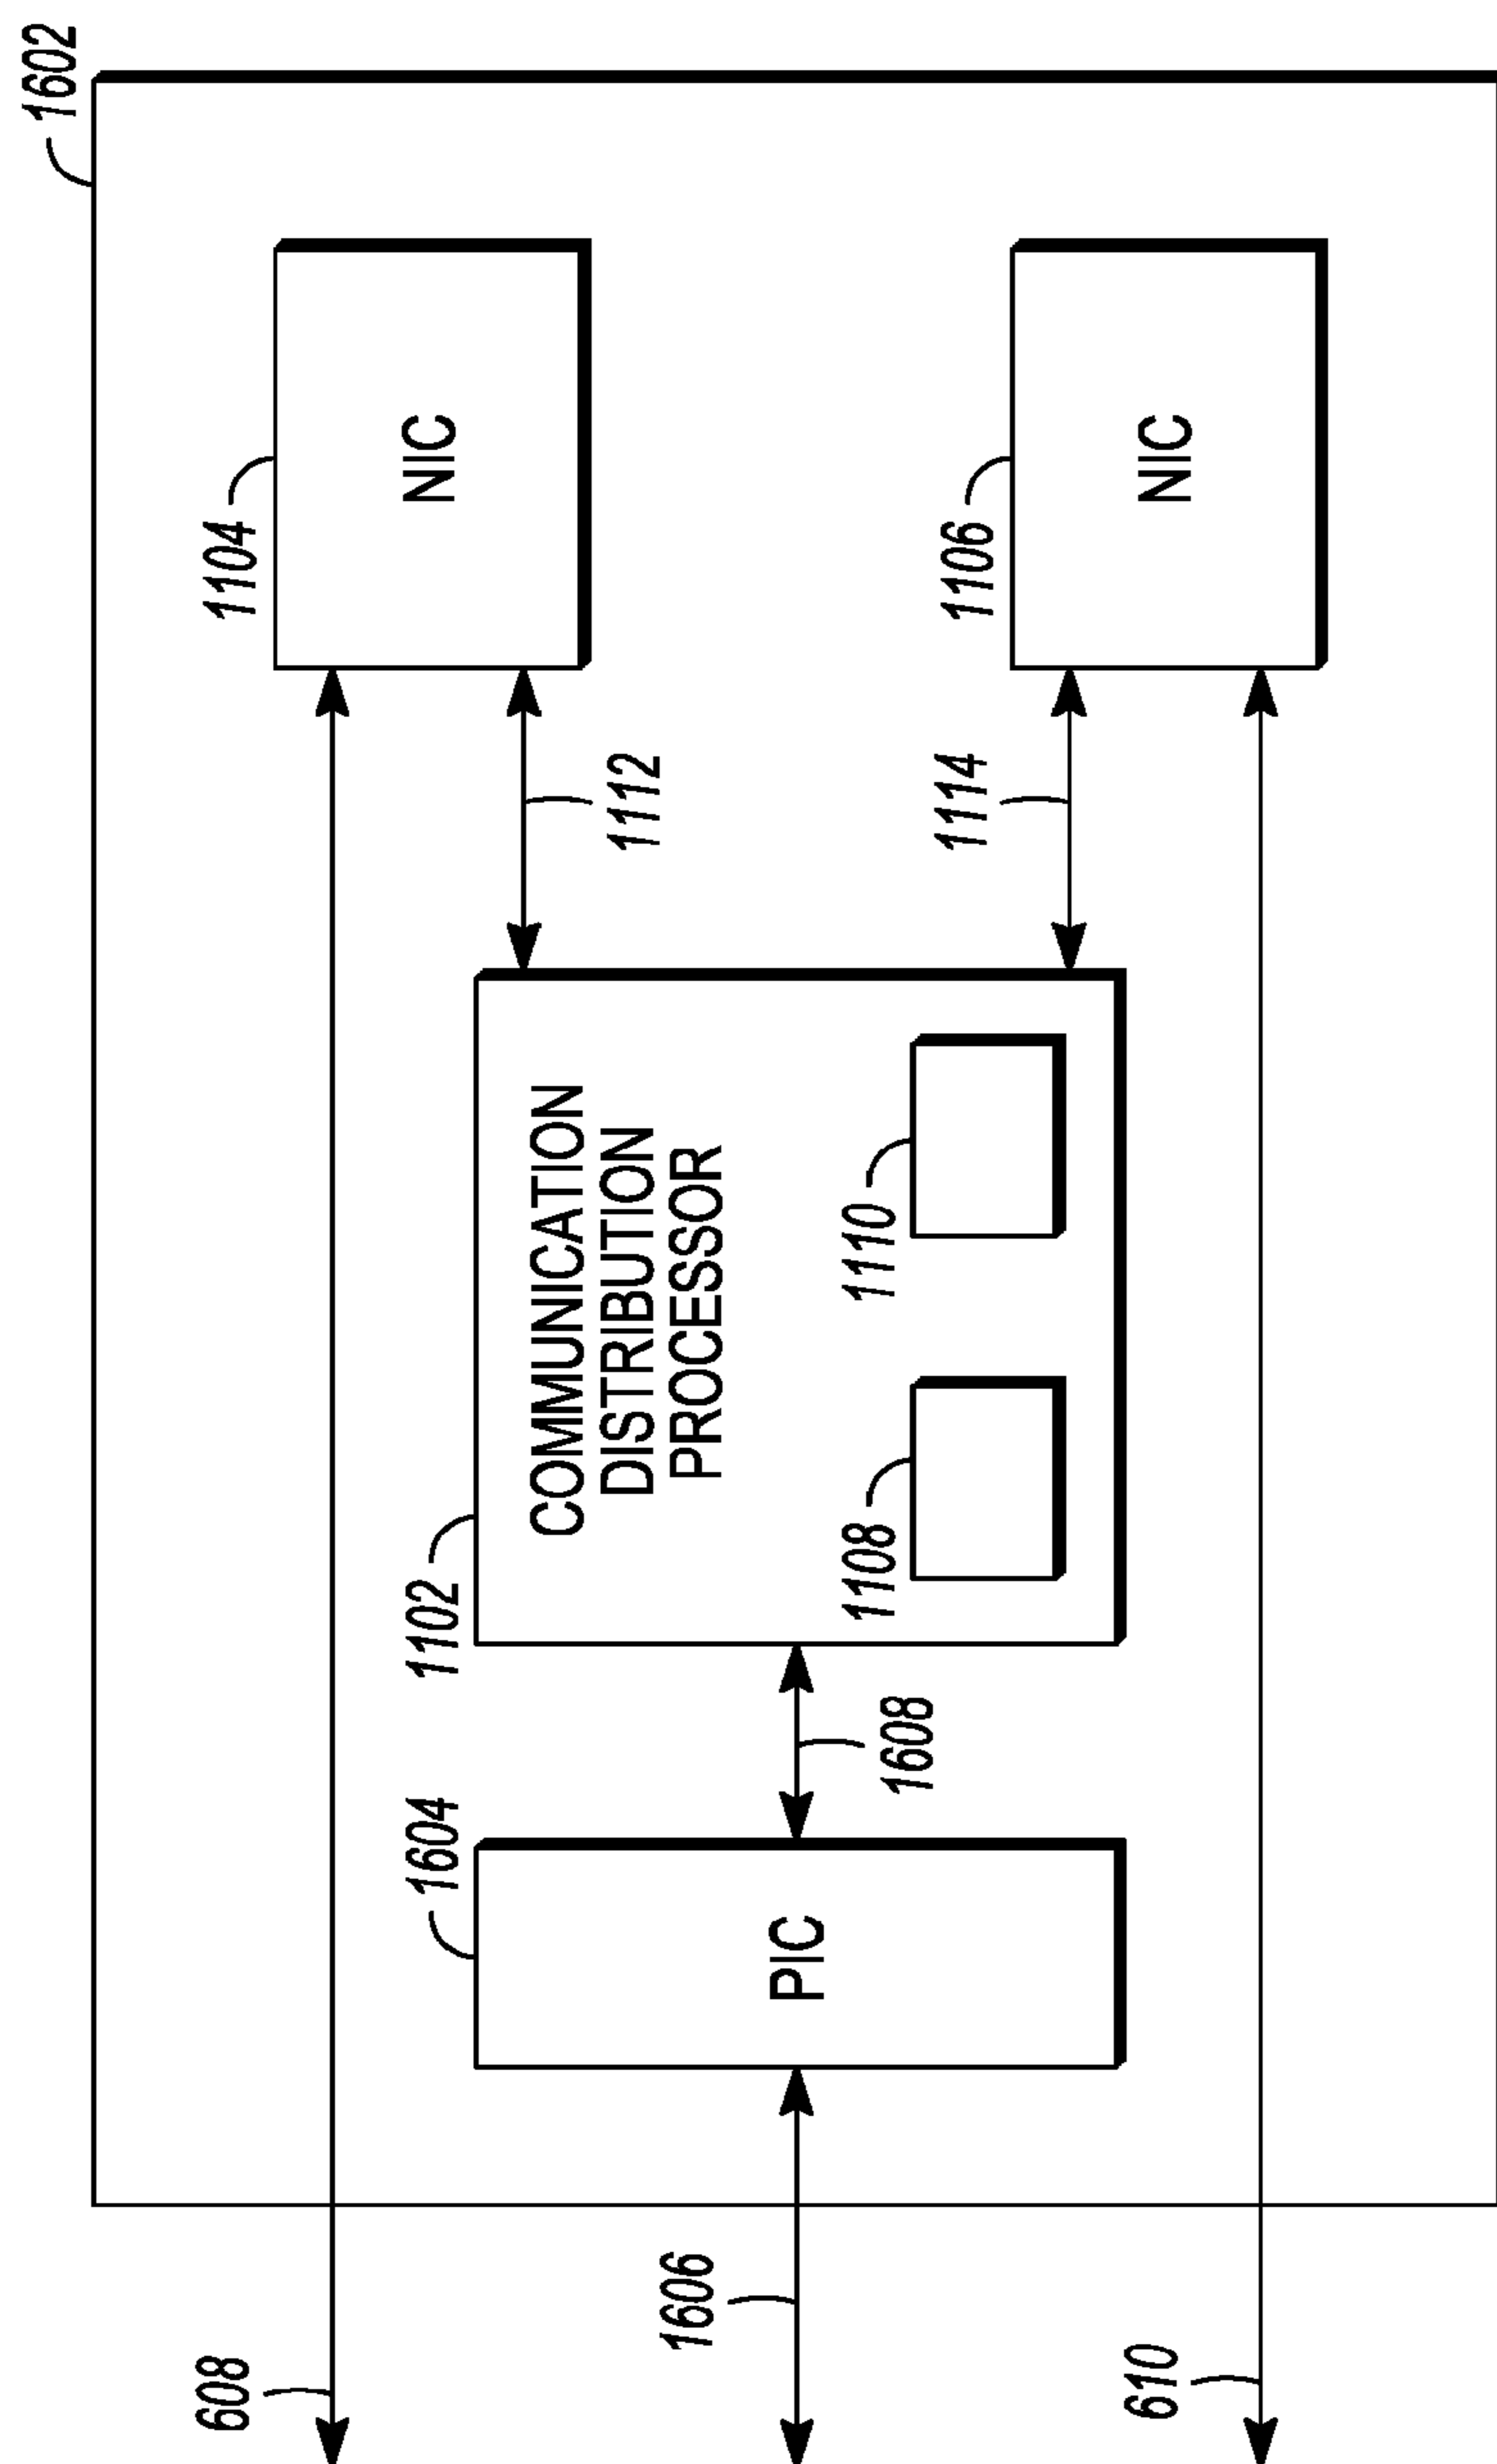 1602
1104
NIC
608
1112
COMMUNICATION
DISTRIBUTION
PROCESSOR
1102
1604
PIC
1606
1608
1108
1110
1114
1106
NIC
610